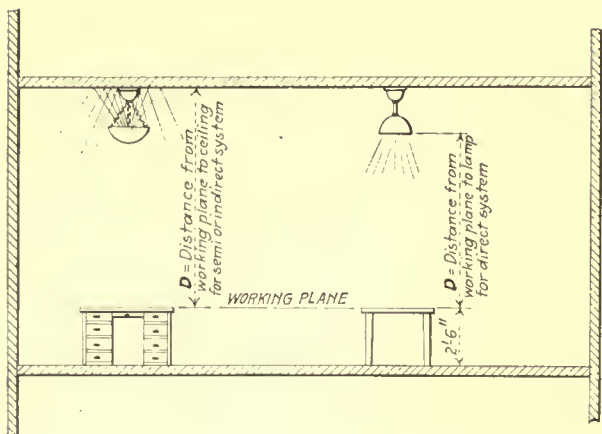 D = Distance from
working plane to ceiling
for semi or indirect system
D = Distance from
working plane to lamp
for direct system
WORKING PLANE
2'-6"